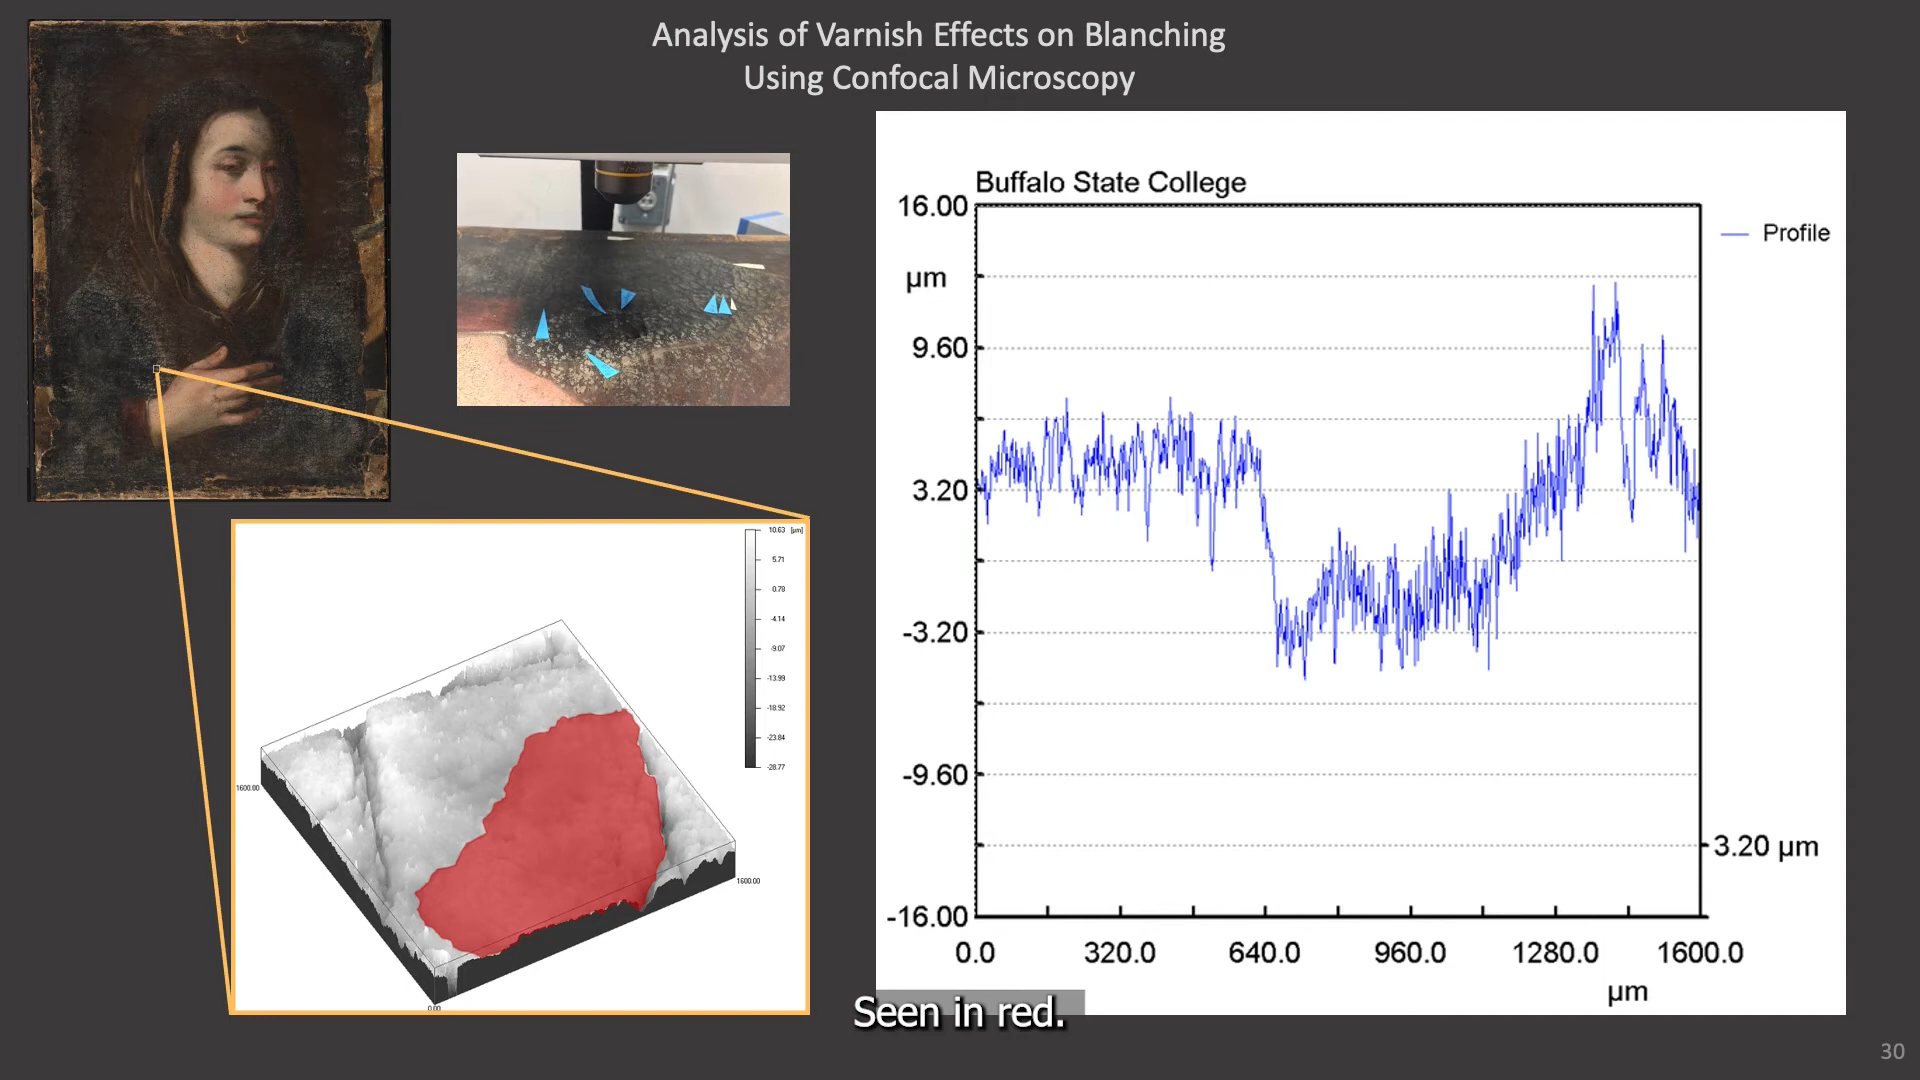 Analysis of Varnish Effects on Blanching
Using Confocal Microscopy
Buffalo State College
16.00
µm
9.60
3.20
-3.20
-9.60
-16.00
Profile
3.20 µm
0.0 320.0 640.0 960.0 1280.0 1600.0
µm
10.63 [µm]
5.71
0.78
-4.14
-9.07
-13.99
-18.92
-23.84
-28.77
1600.00
1600.00
0.00
Seen in red.
30